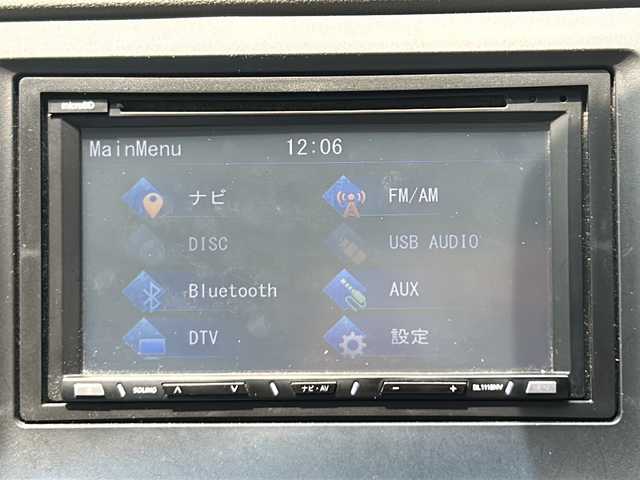 microSD
MainMenu 12:06
ナビ FM/AM
DISC USB AUDIO
Bluetooth AUX
DTV 設定
SOUND ∧ ∨ ナビ・AV − +